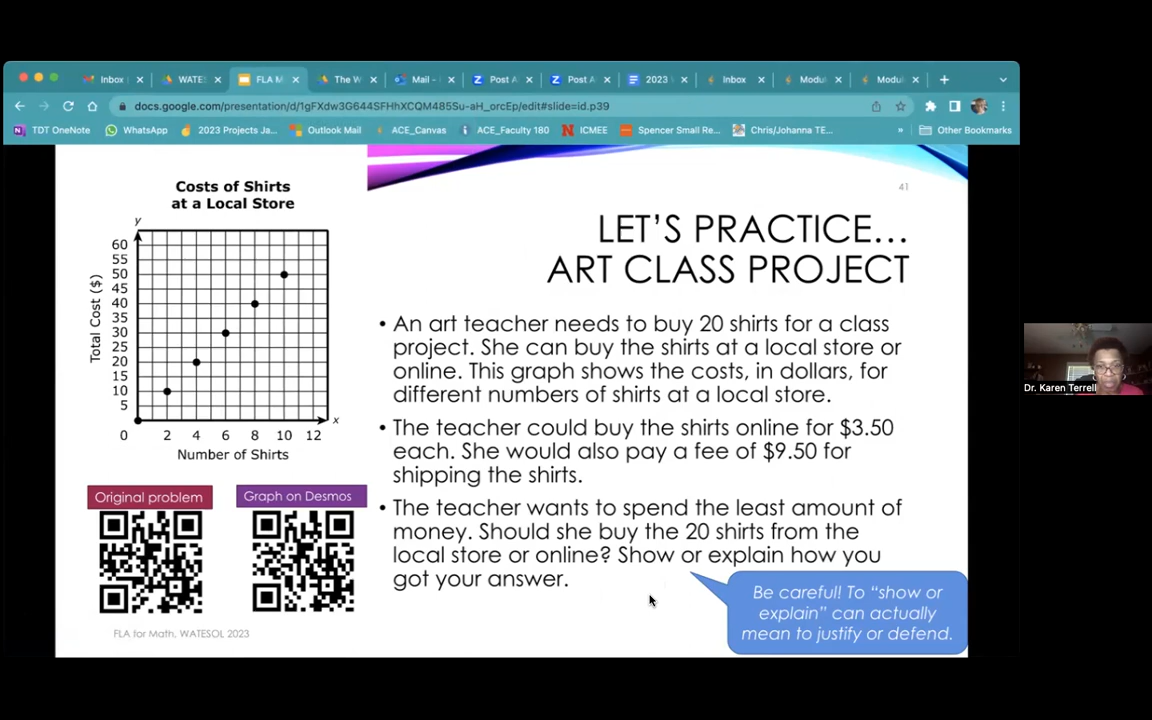 Inbox
WATE
FLA M
The W
Mail –
Post A
Post A
2023
Inbox
Modul
Modul
docs.google.com/presentation/d/1gFXdw3G644SFHhXCQM485Su-aH_orcEp/edit#slide=id.p39
TDT OneNote
WhatsApp
2023 Projects Ja...
Outlook Mail
ACE_Canvas
ACE_Faculty 180
ICMEE
Spencer Small Re...
Chris/Johanna TE...
»
Other Bookmarks
41
Costs of Shirts
at a Local Store
y
60
55
50
45
40
35
30
25
20
15
10
5
Total Cost ($)
0 2 4 6 8 10 12
x
Number of Shirts
Original problem
Graph on Desmos
FLA for Math, WATESOL 2023
LET’S PRACTICE…
ART CLASS PROJECT
• An art teacher needs to buy 20 shirts for a class
project. She can buy the shirts at a local store or
online. This graph shows the costs, in dollars, for
different numbers of shirts at a local store.
• The teacher could buy the shirts online for $3.50
each. She would also pay a fee of $9.50 for
shipping the shirts.
• The teacher wants to spend the least amount of
money. Should she buy the 20 shirts from the
local store or online? Show or explain how you
got your answer.
Be careful! To “show or
explain” can actually
mean to justify or defend.
Dr. Karen Terrell